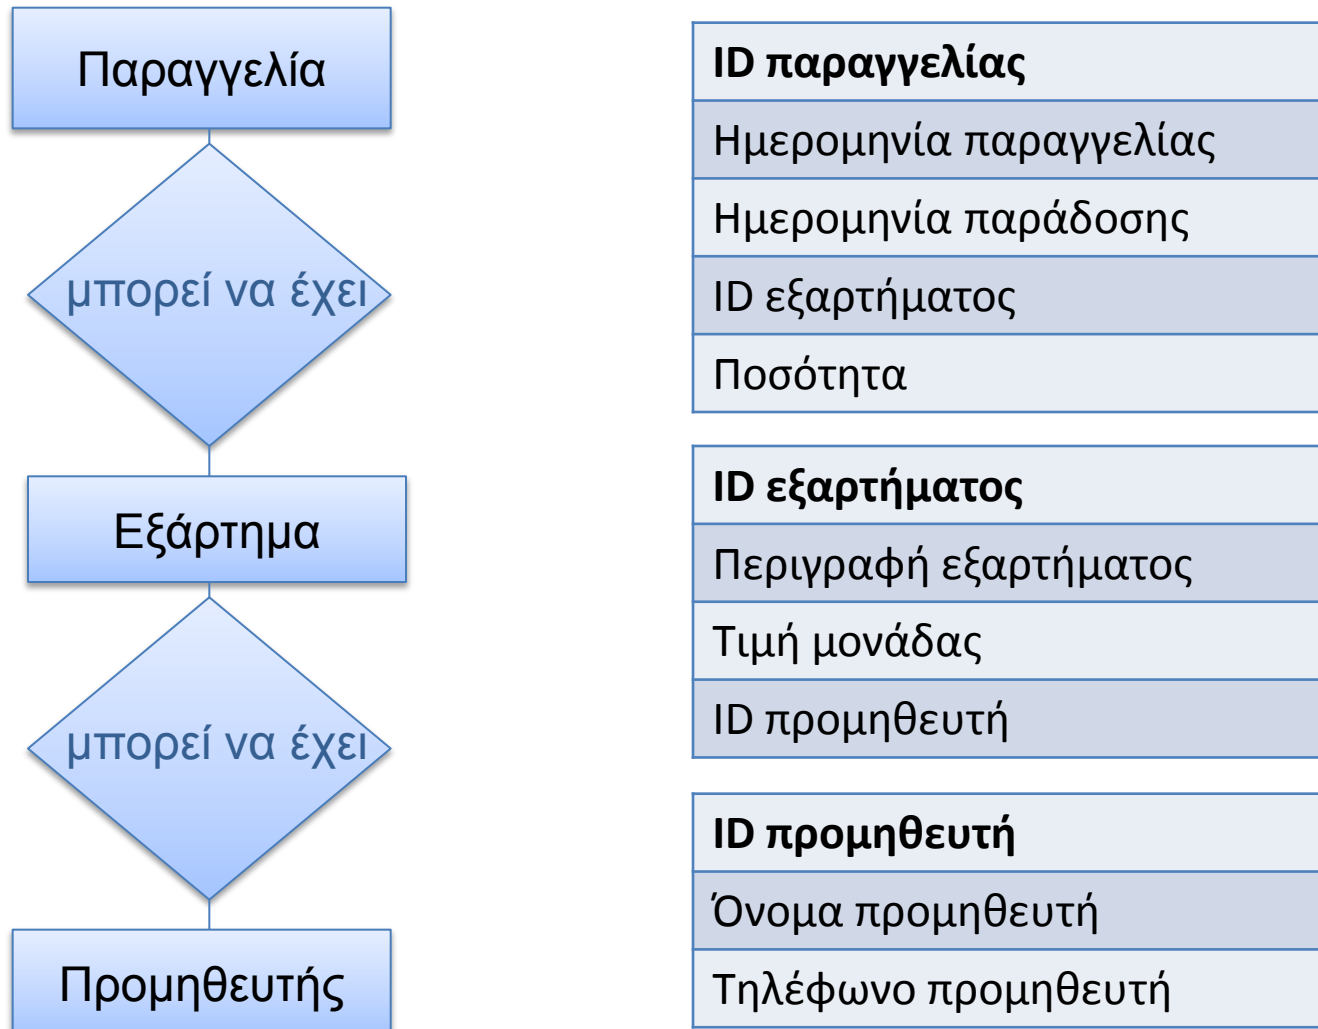 Παραγγελία
μπορεί να έχει
Εξάρτημα
μπορεί να έχει
Προμηθευτής
ID παραγγελίας
Ημερομηνία παραγγελίας
Ημερομηνία παράδοσης
ID εξαρτήματος
Ποσότητα
ID εξαρτήματος
Περιγραφή εξαρτήματος
Τιμή μονάδας
ID προμηθευτή
ID προμηθευτή
Όνομα προμηθευτή
Τηλέφωνο προμηθευτή